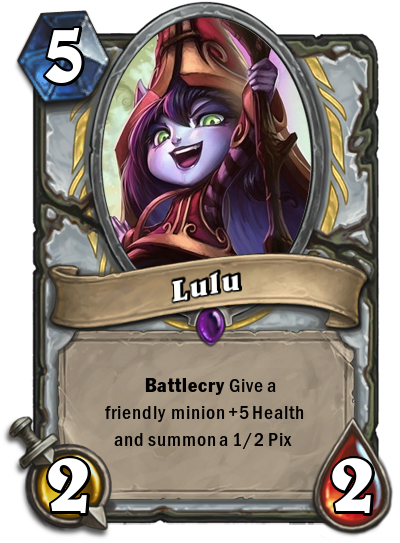 5
Lulu
Battlecry Give a
friendly minion +5 Health
and summon a 1/2 Pix
2
2